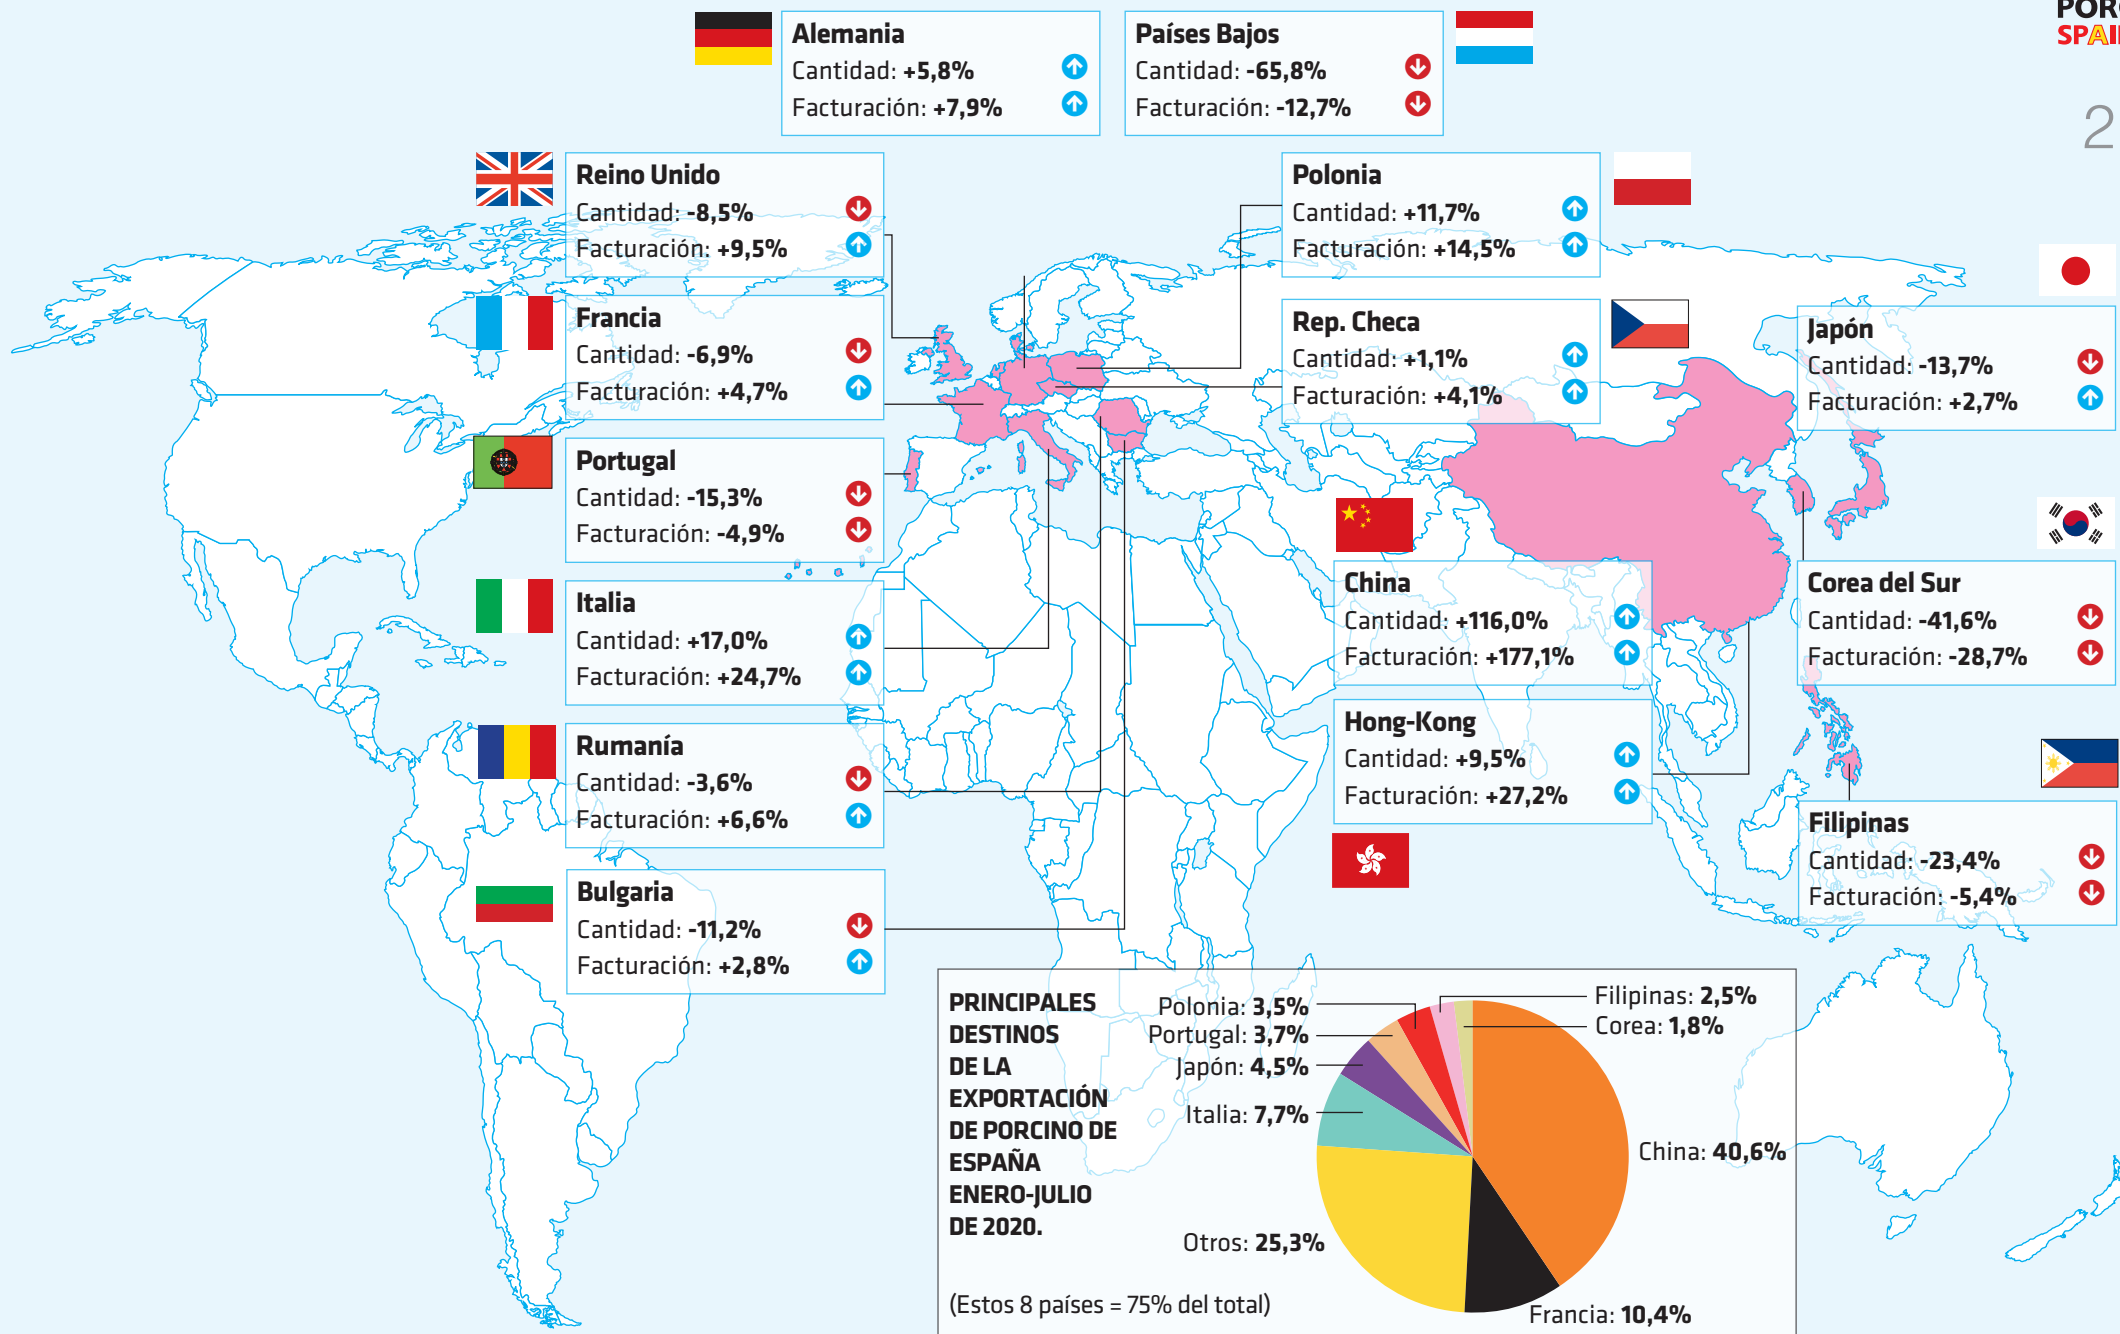 Alemania
Cantidad: +5,8%
Facturación: +7,9%
Países Bajos
Cantidad: -65,8%
Facturación: -12,7%
2
Reino Unido
Cantidad: -8,5%
Facturación: +9,5%
Polonia
Cantidad: +11,7%
Facturación: +14,5%
Francia
Cantidad: -6,9%
Facturación: +4,7%
Rep. Checa
Cantidad: +1,1%
Facturación: +4,1%
Japón
Cantidad: -13,7%
Facturación: +2,7%
Portugal
Cantidad: -15,3%
Facturación: -4,9%
Italia
Cantidad: +17,0%
Facturación: +24,7%
China
Cantidad: +116,0%
Facturación: +177,1%
Corea del Sur
Cantidad: -41,6%
Facturación: -28,7%
Rumanía
Cantidad: -3,6%
Facturación: +6,6%
Hong-Kong
Cantidad: +9,5%
Facturación: +27,2%
Filipinas
Cantidad: -23,4%
Facturación: -5,4%
Bulgaria
Cantidad: -11,2%
Facturación: +2,8%
PRINCIPALES
DESTINOS
DE LA
EXPORTACIÓN
DE PORCINO DE
ESPAÑA
ENERO-JULIO
DE 2020.
(Estos 8 países = 75% del total)
Polonia: 3,5%
Portugal: 3,7%
Japón: 4,5%
Italia: 7,7%
Otros: 25,3%
Filipinas: 2,5%
Corea: 1,8%
China: 40,6%
Francia: 10,4%